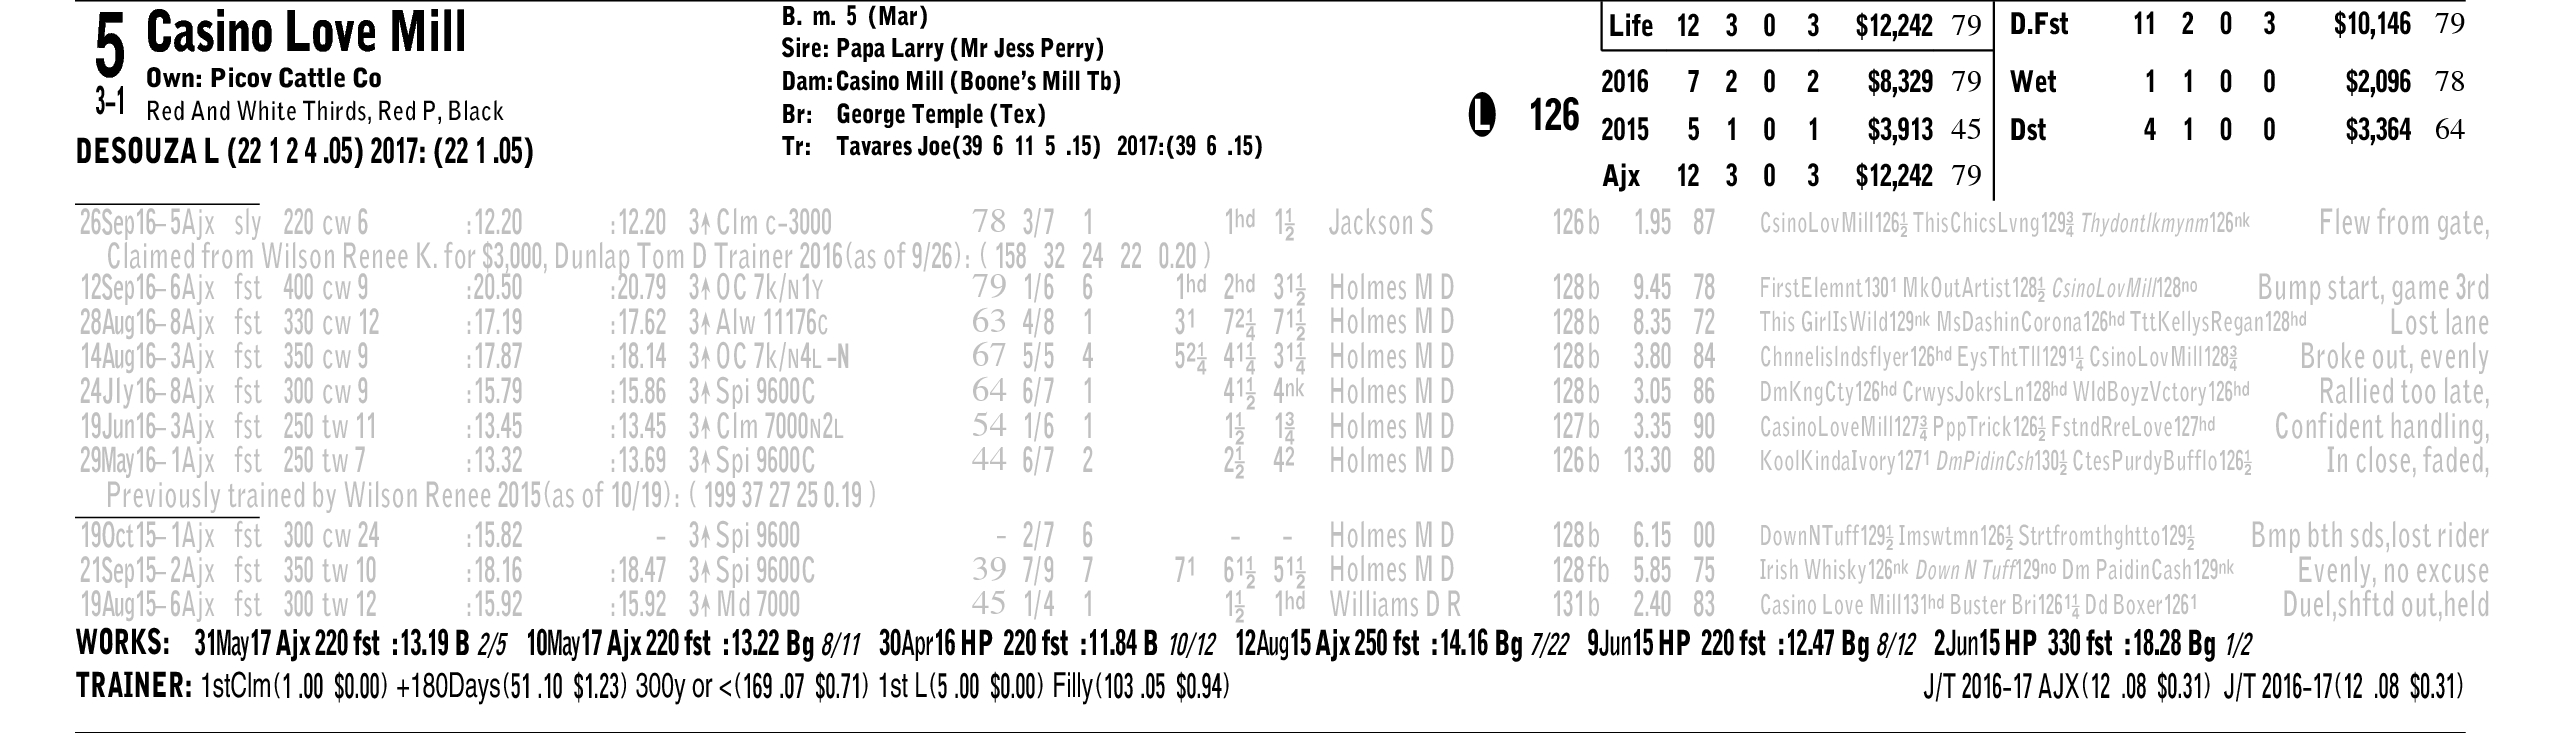 5 Casino Love Mill
Own: Picov Cattle Co
3-1 Red And White Thirds, Red P, Black
DESOUZA L (22 1 2 4 .05) 2017: (22 1 .05)
B. m. 5 (Mar)
Sire: Papa Larry (Mr Jess Perry)
Dam: Casino Mill (Boone's Mill Tb)
Br: George Temple (Tex)
Tr: Tavares Joe(39 6 11 5 .15) 2017:(39 6 .15)
L 126
Life 12 3 0 3 $12,242 79
2016 7 2 0 2 $8,329 79
2015 5 1 0 1 $3,913 45
Ajx 12 3 0 3 $12,242 79
D.Fst 11 2 0 3 $10,146 79
Wet 1 1 0 0 $2,096 78
Dst 4 1 0 0 $3,364 64
26Sep16-5Ajx sly 220 cw 6 :12.20 :12.20 3↑ Clm c-3000 78 3/7 1 1hd 1½ Jackson S 126 b 1.95 87 CsinoLovMill126½ ThisChicsLvng129¾ Thydontlkmynm126nk Flew from gate,
Claimed from Wilson Renee K. for $3,000, Dunlap Tom D Trainer 2016(as of 9/26): ( 158 32 24 22 0.20 )
12Sep16-6Ajx fst 400 cw 9 :20.50 :20.79 3↑ OC 7k/N1Y 79 1/6 6 1hd 2hd 31½ Holmes M D 128 b 9.45 78 FirstElemnt1301 MkOutArtist128½ CsinoLovMill128no Bump start, game 3rd
28Aug16-8Ajx fst 330 cw 12 :17.19 :17.62 3↑ Alw 11176C 63 4/8 1 31 72¼ 71½ Holmes M D 128 b 8.35 72 This GirlIsWild129nk MsDashinCorona126hd TttKellysRegan128hd Lost lane
14Aug16-3Ajx fst 350 cw 9 :17.87 :18.14 3↑ OC 7k/N4L -N 67 5/5 4 52¼ 41¼ 31¼ Holmes M D 128 b 3.80 84 Chnnelislndsflyer126hd EysThtTll1291¼ CsinoLovMill128¾ Broke out, evenly
24Jly16-8Ajx fst 300 cw 9 :15.79 :15.86 3↑ Spi 9600C 64 6/7 1 41½ 4nk Holmes M D 128 b 3.05 86 DmKngCty126hd CrwysJokrsLn128hd WldBoyzVctory126hd Rallied too late,
19Jun16-3Ajx fst 250 tw 11 :13.45 :13.45 3↑ Clm 7000N2L 54 1/6 1 1½ 1¾ Holmes M D 127 b 3.35 90 CasinoLoveMill127¾ PppTrick126½ FstndRreLove127hd Confident handling,
29May16-1Ajx fst 250 tw 7 :13.32 :13.69 3↑ Spi 9600C 44 6/7 2 2½ 42 Holmes M D 126 b 13.30 80 KoolKindaIvory1271 DmPidinCsh130½ CtesPurdyBufflo126½ In close, faded,
Previously trained by Wilson Renee 2015(as of 10/19): ( 199 37 27 25 0.19 )
19Oct15-1Ajx fst 300 cw 24 :15.82 - 3↑ Spi 9600 - 2/7 6 - - Holmes M D 128 b 6.15 00 DownNTuff129½ Imswtmn126½ Strtfromthghtto129½ Bmp bth sds,lost rider
21Sep15-2Ajx fst 350 tw 10 :18.16 :18.47 3↑ Spi 9600C 39 7/9 7 71 61½ 51½ Holmes M D 128 fb 5.85 75 Irish Whisky126nk Down N Tuff129no Dm PaidinCash129nk Evenly, no excuse
19Aug15-6Ajx fst 300 tw 12 :15.92 :15.92 3↑ Md 7000 45 1/4 1 1½ 1hd Williams D R 131 b 2.40 83 Casino Love Mill131hd Buster Bri1261¼ Dd Boxer1261 Duel,shftd out,held
WORKS: 31May17 Ajx 220 fst :13.19 B 2/5 10May17 Ajx 220 fst :13.22 Bg 8/11 30Apr16 HP 220 fst :11.84 B 10/12 12Aug15 Ajx 250 fst :14.16 Bg 7/22 9Jun15 HP 220 fst :12.47 Bg 8/12 2Jun15 HP 330 fst :18.28 Bg 1/2
TRAINER: 1stClm(1 .00 $0.00) +180Days(51 .10 $1.23) 300y or <(169 .07 $0.71) 1st L(5 .00 $0.00) Filly(103 .05 $0.94) J/T 2016-17 AJX(12 .08 $0.31) J/T 2016-17(12 .08 $0.31)